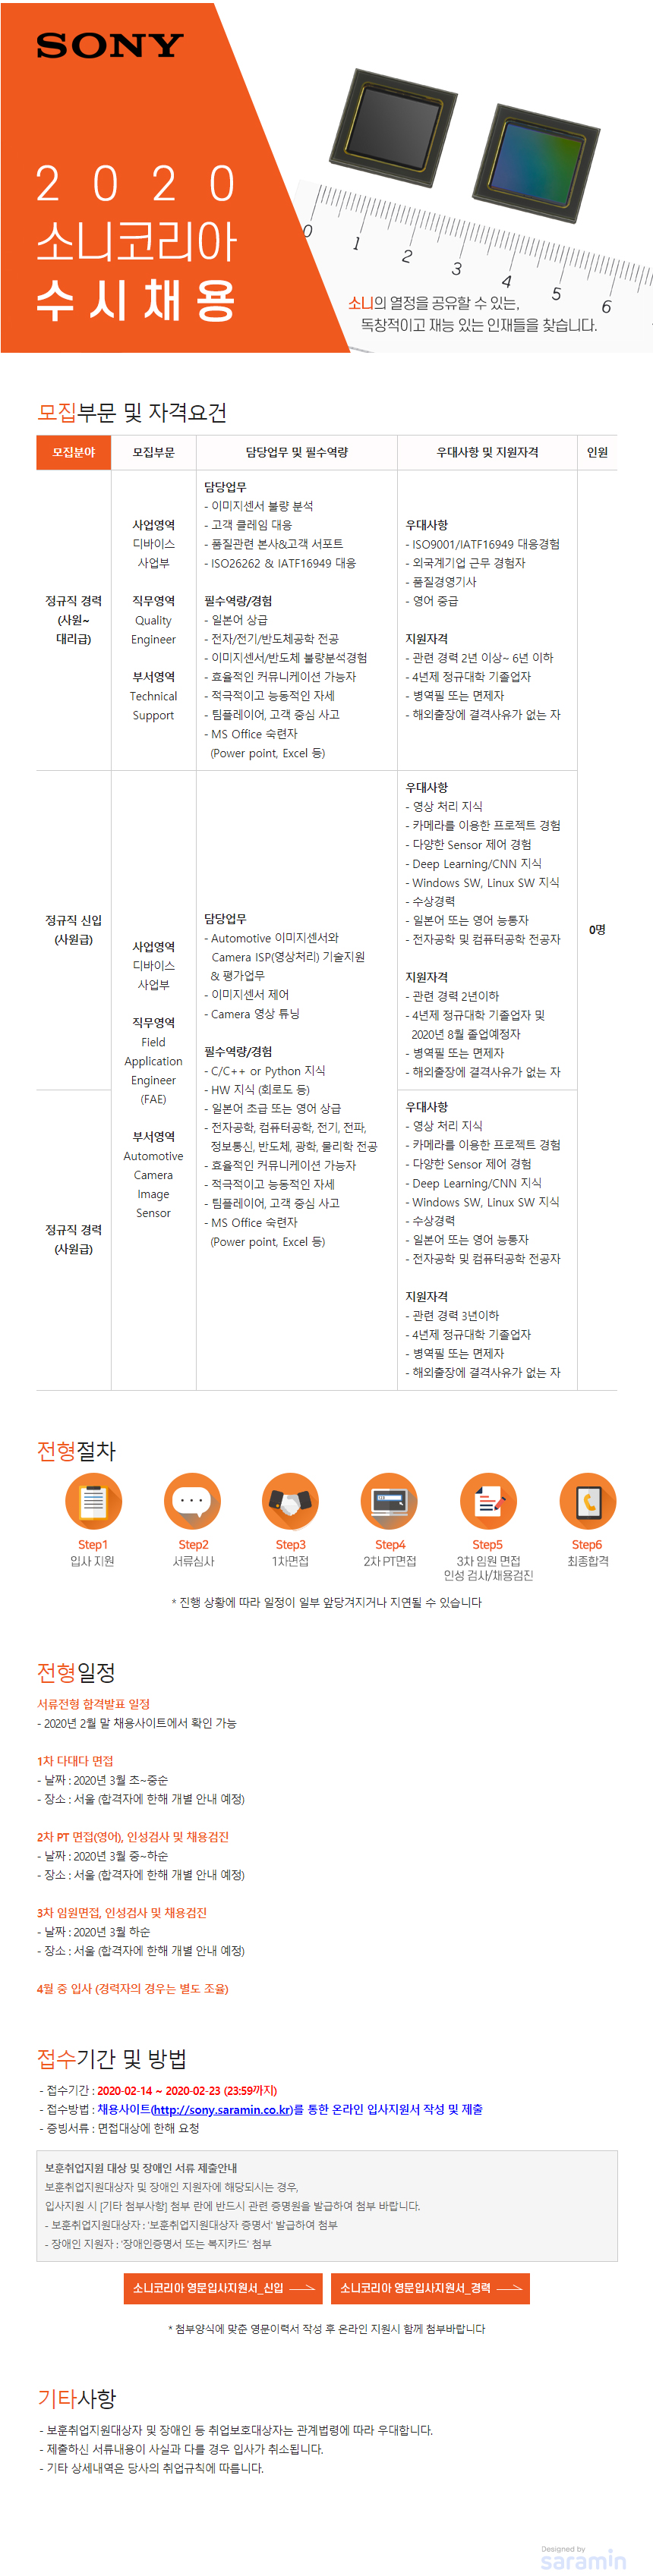 SONY
2020
소니코리아
수시채용
0 1 2 3 4 5 6
소니의 열정을 공유할 수 있는,
독창적이고 재능 있는 인재들을 찾습니다.
모집부문 및 자격요건
모집분야 모집부문 담당업무 및 필수역량 우대사항 및 지원자격 인원
정규직 경력
(사원~
대리급)
사업영역
디바이스
사업부
직무영역
Quality
Engineer
부서영역
Technical
Support
담당업무
- 이미지센서 불량 분석
- 고객 클레임 대응
- 품질관련 본사&고객 서포트
- ISO26262 & IATF16949 대응
필수역량/경험
- 일본어 상급
- 전자/전기/반도체공학 전공
- 이미지센서/반도체 불량분석경험
- 효율적인 커뮤니케이션 가능자
- 적극적이고 능동적인 자세
- 팀플레이어, 고객 중심 사고
- MS Office 숙련자
(Power point, Excel 등)
우대사항
- ISO9001/IATF16949 대응경험
- 외국계기업 근무 경험자
- 품질경영기사
- 영어 중급
지원자격
- 관련 경력 2년 이상~ 6년 이하
- 4년제 정규대학 기졸업자
- 병역필 또는 면제자
- 해외출장에 결격사유가 없는 자
0명
정규직 신입
(사원급)
사업영역
디바이스
사업부
직무영역
Field
Application
Engineer
(FAE)
부서영역
Automotive
Camera
Image
Sensor
담당업무
- Automotive 이미지센서와
Camera ISP(영상처리) 기술지원
& 평가업무
- 이미지센서 제어
- Camera 영상 튜닝
필수역량/경험
- C/C++ or Python 지식
- HW 지식 (회로도 등)
- 일본어 초급 또는 영어 상급
- 전자공학, 컴퓨터공학, 전기, 전파,
정보통신, 반도체, 광학, 물리학 전공
- 효율적인 커뮤니케이션 가능자
- 적극적이고 능동적인 자세
- 팀플레이어, 고객 중심 사고
- MS Office 숙련자
(Power point, Excel 등)
우대사항
- 영상 처리 지식
- 카메라를 이용한 프로젝트 경험
- 다양한 Sensor 제어 경험
- Deep Learning/CNN 지식
- Windows SW, Linux SW 지식
- 수상경력
- 일본어 또는 영어 능통자
- 전자공학 및 컴퓨터공학 전공자
지원자격
- 관련 경력 2년이하
- 4년제 정규대학 기졸업자 및
2020년 8월 졸업예정자
- 병역필 또는 면제자
- 해외출장에 결격사유가 없는 자
정규직 경력
(사원급)
우대사항
- 영상 처리 지식
- 카메라를 이용한 프로젝트 경험
- 다양한 Sensor 제어 경험
- Deep Learning/CNN 지식
- Windows SW, Linux SW 지식
- 수상경력
- 일본어 또는 영어 능통자
- 전자공학 및 컴퓨터공학 전공자
지원자격
- 관련 경력 3년이하
- 4년제 정규대학 기졸업자
- 병역필 또는 면제자
- 해외출장에 결격사유가 없는 자
전형절차
Step1 Step2 Step3 Step4 Step5 Step6
입사 지원 서류심사 1차면접 2차 PT면접 3차 임원 면접 최종합격
인성 검사/채용검진
* 진행 상황에 따라 일정이 일부 앞당겨지거나 지연될 수 있습니다
전형일정
서류전형 합격발표 일정
- 2020년 2월 말 채용사이트에서 확인 가능
1차 다대다 면접
- 날짜 : 2020년 3월 초~중순
- 장소 : 서울 (합격자에 한해 개별 안내 예정)
2차 PT 면접(영어), 인성검사 및 채용검진
- 날짜 : 2020년 3월 중~하순
- 장소 : 서울 (합격자에 한해 개별 안내 예정)
3차 임원면접, 인성검사 및 채용검진
- 날짜 : 2020년 3월 하순
- 장소 : 서울 (합격자에 한해 개별 안내 예정)
4월 중 입사 (경력자의 경우는 별도 조율)
접수기간 및 방법
- 접수기간 : 2020-02-14 ~ 2020-02-23 (23:59까지)
- 접수방법 : 채용사이트(http://sony.saramin.co.kr)를 통한 온라인 입사지원서 작성 및 제출
- 증빙서류 : 면접대상에 한해 요청
보훈취업지원 대상 및 장애인 서류 제출안내
보훈취업지원대상자 및 장애인 지원자에 해당되시는 경우,
입사지원 시 [기타 첨부사항] 첨부 란에 반드시 관련 증명원을 발급하여 첨부 바랍니다.
- 보훈취업지원대상자 : '보훈취업지원대상자 증명서' 발급하여 첨부
- 장애인 지원자 : '장애인증명서 또는 복지카드' 첨부
소니코리아 영문입사지원서_신입
소니코리아 영문입사지원서_경력
* 첨부양식에 맞춘 영문이력서 작성 후 온라인 지원시 함께 첨부바랍니다
기타사항
- 보훈취업지원대상자 및 장애인 등 취업보호대상자는 관계법령에 따라 우대합니다.
- 제출하신 서류내용이 사실과 다를 경우 입사가 취소됩니다.
- 기타 상세내역은 당사의 취업규칙에 따릅니다.
Designed by
saramin